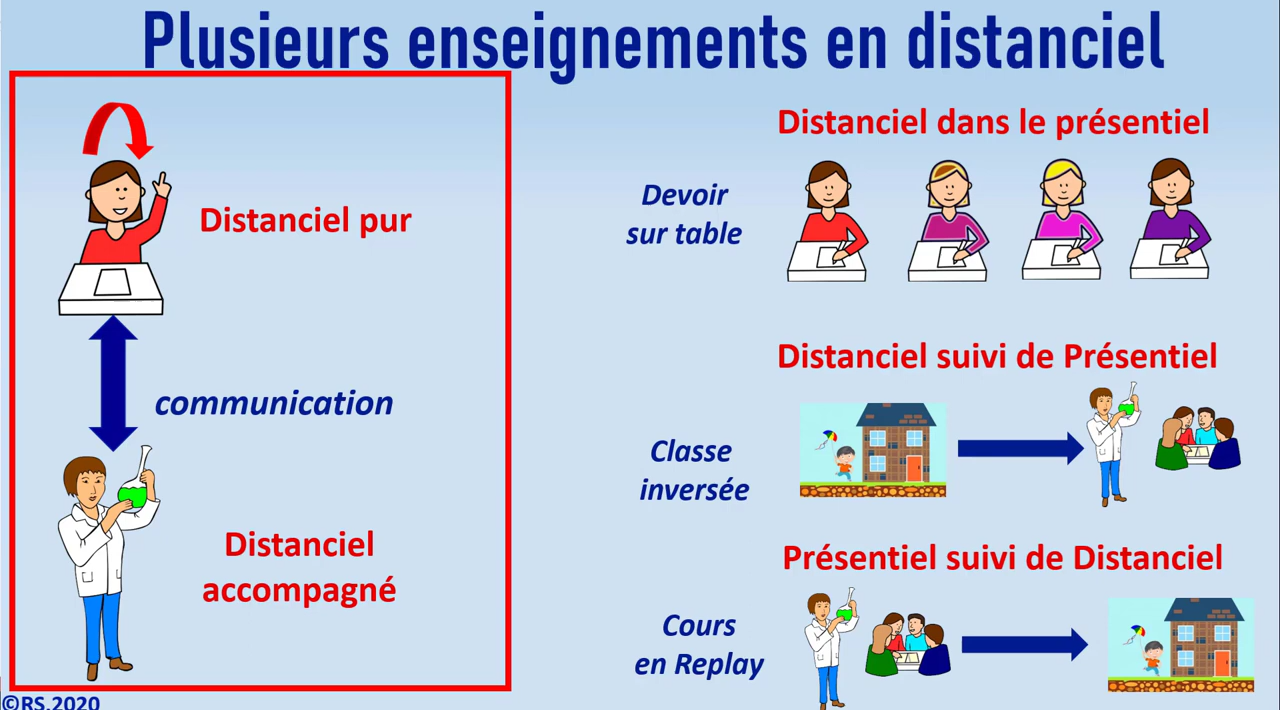 Plusieurs enseignements en distanciel
Distanciel pur
communication
Distanciel
accompagné
Distanciel dans le présentiel
Devoir
sur table
Distanciel suivi de Présentiel
Classe
inversée
Présentiel suivi de Distanciel
Cours
en Replay
©RS.2020